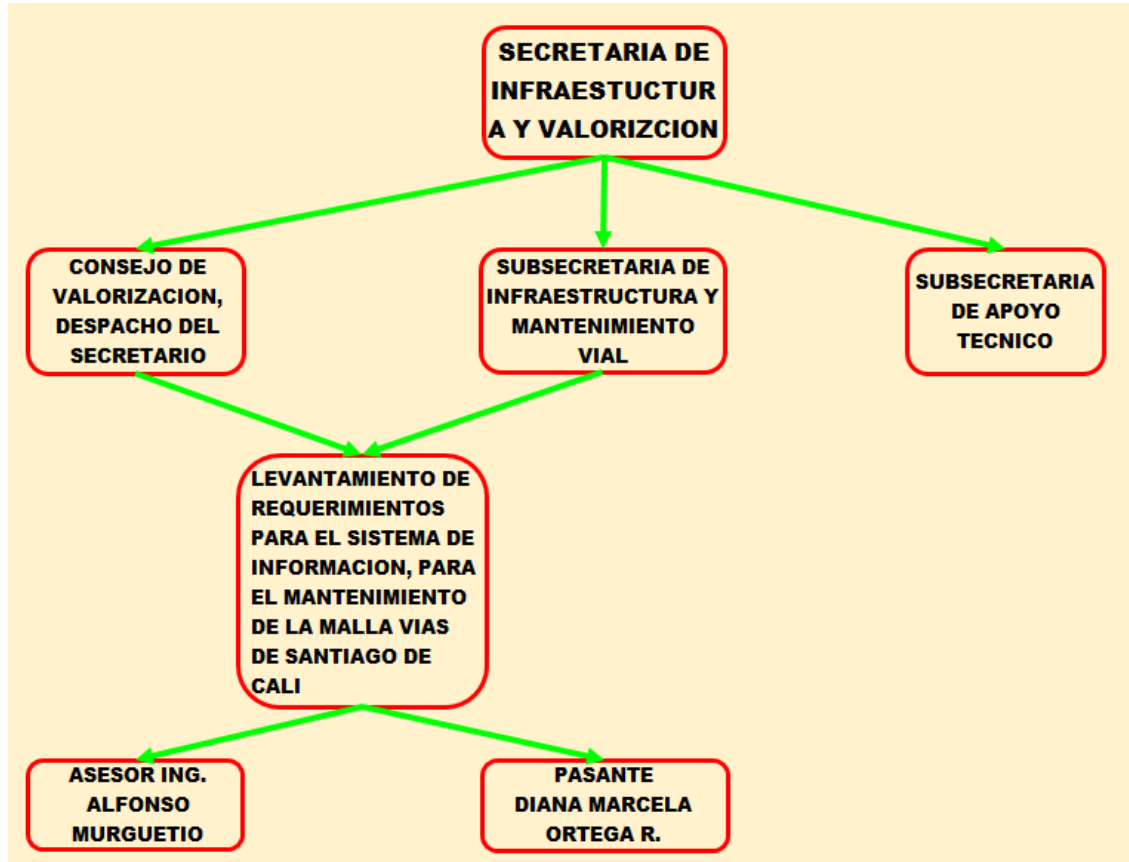 SECRETARIA DE
INFRAESTUCTUR
A Y VALORIZCION
CONSEJO DE
VALORIZACION,
DESPACHO DEL
SECRETARIO
SUBSECRETARIA DE
INFRAESTRUCTURA Y
MANTENIMIENTO
VIAL
SUBSECRETARIA
DE APOYO
TECNICO
LEVANTAMIENTO DE
REQUERIMIENTOS
PARA EL SISTEMA DE
INFORMACION, PARA
EL MANTENIMIENTO
DE LA MALLA VIAS
DE SANTIAGO DE
CALI
ASESOR ING.
ALFONSO
MURGUETIO
PASANTE
DIANA MARCELA
ORTEGA R.